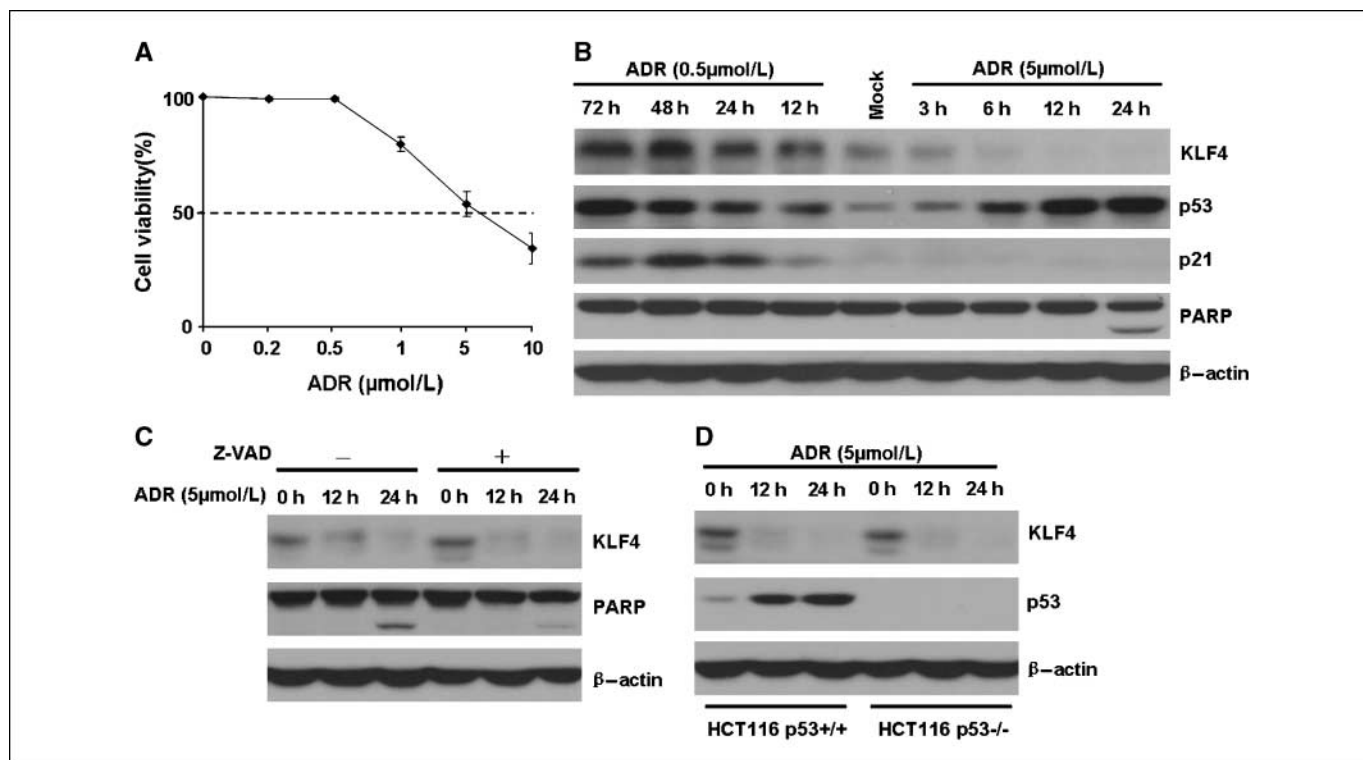 A
100
50
0
Cell viability(%)
0 0.2 0.5 1 5 10
ADR (μmol/L)
B
ADR (0.5μmol/L) Mock ADR (5μmol/L)
72 h 48 h 24 h 12 h 3 h 6 h 12 h 24 h
KLF4
p53
p21
PARP
β–actin
C
Z-VAD – +
ADR (5μmol/L) 0 h 12 h 24 h 0 h 12 h 24 h
KLF4
PARP
β–actin
D
ADR (5μmol/L)
0 h 12 h 24 h 0 h 12 h 24 h
KLF4
p53
β–actin
HCT116 p53+/+ HCT116 p53-/-